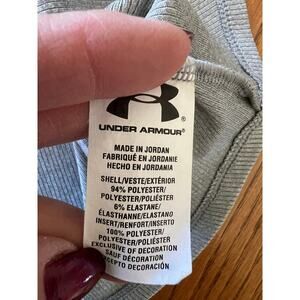 UNDER ARMOUR®
MADE IN JORDAN
FABRIQUÉ EN JORDANIE
HECHO EN JORDANIA
SHELL/VESTE/EXTÉRIOR
94% POLYESTER/
POLYESTER/POLIÉSTER
6% ELASTANE/
ÉLASTHANNE/ELASTANO
INSERT/RENFORT/INSERTO
100% POLYESTER/
POLYESTER/POLIÉSTER
EXCLUSIVE OF DECORATION
SAUF DÉCORATION
EXCEPTO DECORACIÓN